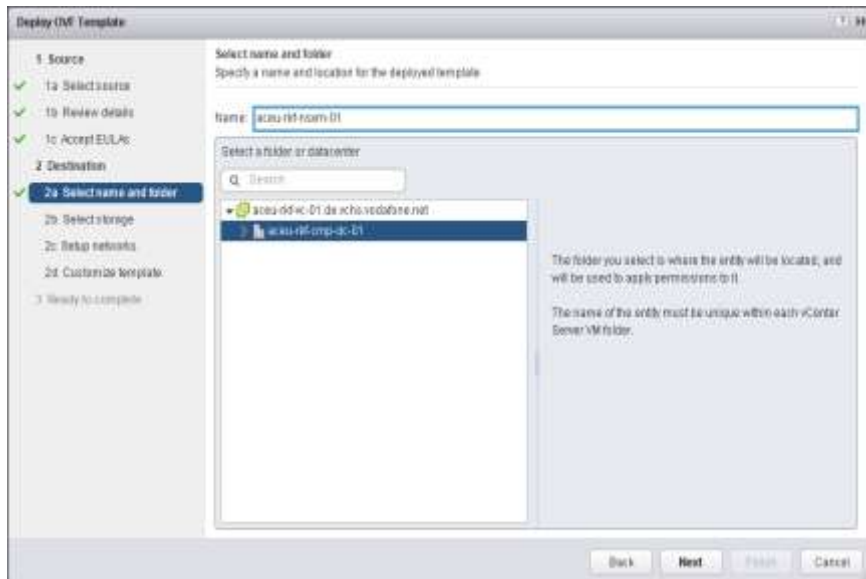 Deploy OVF Template
1 Source
1a Select source
1b Review details
1c Accept EULAs
2 Destination
2a Select name and folder
2b Select storage
2c Setup networks
2d Customize template
3 Ready to complete
Select name and folder
Specify a name and location for the deployed template
Name:
Select a folder or datacenter
Search
The folder you select is where the entity will be located, and
will be used to apply permissions to it.
The name of the entity must be unique within each vCenter
Server VM folder.
Back Next Finish Cancel